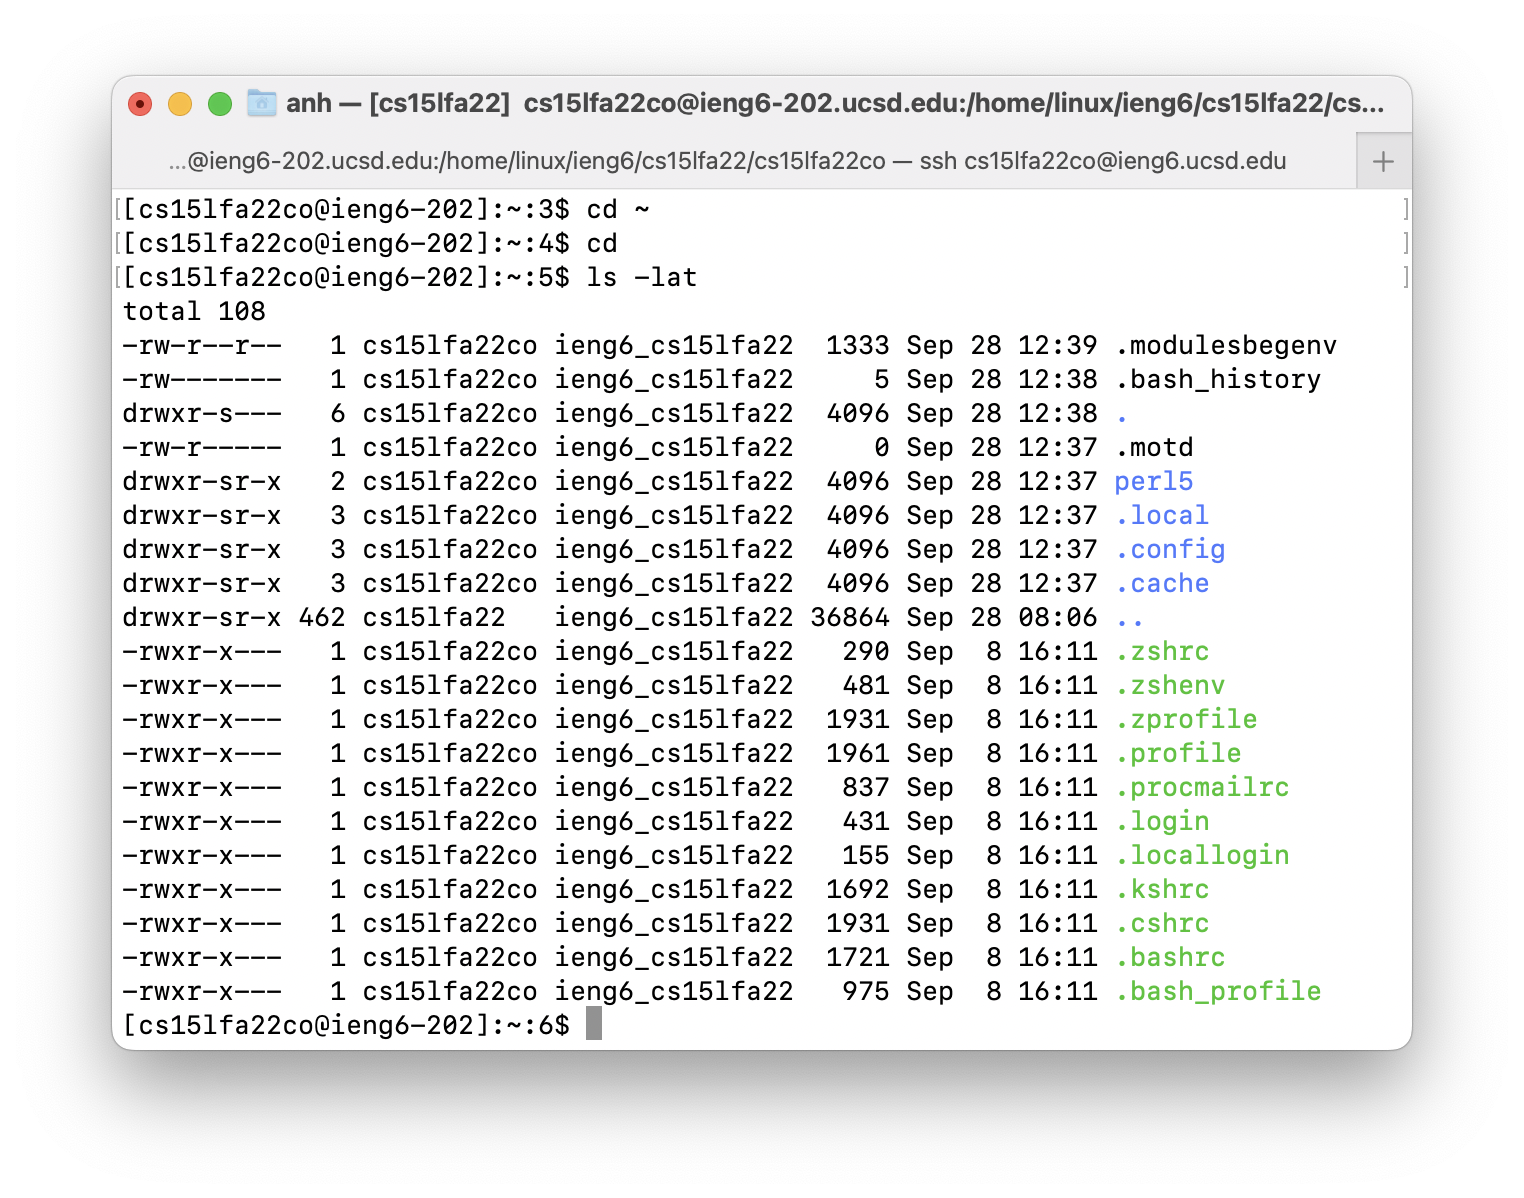 anh — [cs15lfa22] cs15lfa22co@ieng6-202.ucsd.edu:/home/linux/ieng6/cs15lfa22/cs...
...@ieng6-202.ucsd.edu:/home/linux/ieng6/cs15lfa22/cs15lfa22co — ssh cs15lfa22co@ieng6.ucsd.edu +
[[cs15lfa22co@ieng6-202]:~:3$ cd ~ ]
[[cs15lfa22co@ieng6-202]:~:4$ cd ]
[[cs15lfa22co@ieng6-202]:~:5$ ls -lat ]
total 108
-rw-r--r--   1 cs15lfa22co ieng6_cs15lfa22  1333 Sep 28 12:39 .modulesbegenv
-rw-------   1 cs15lfa22co ieng6_cs15lfa22     5 Sep 28 12:38 .bash_history
drwxr-s---   6 cs15lfa22co ieng6_cs15lfa22  4096 Sep 28 12:38 .
-rw-r-----   1 cs15lfa22co ieng6_cs15lfa22     0 Sep 28 12:37 .motd
drwxr-sr-x   2 cs15lfa22co ieng6_cs15lfa22  4096 Sep 28 12:37 perl5
drwxr-sr-x   3 cs15lfa22co ieng6_cs15lfa22  4096 Sep 28 12:37 .local
drwxr-sr-x   3 cs15lfa22co ieng6_cs15lfa22  4096 Sep 28 12:37 .config
drwxr-sr-x   3 cs15lfa22co ieng6_cs15lfa22  4096 Sep 28 12:37 .cache
drwxr-sr-x 462 cs15lfa22   ieng6_cs15lfa22 36864 Sep 28 08:06 ..
-rwxr-x---   1 cs15lfa22co ieng6_cs15lfa22   290 Sep  8 16:11 .zshrc
-rwxr-x---   1 cs15lfa22co ieng6_cs15lfa22   481 Sep  8 16:11 .zshenv
-rwxr-x---   1 cs15lfa22co ieng6_cs15lfa22  1931 Sep  8 16:11 .zprofile
-rwxr-x---   1 cs15lfa22co ieng6_cs15lfa22  1961 Sep  8 16:11 .profile
-rwxr-x---   1 cs15lfa22co ieng6_cs15lfa22   837 Sep  8 16:11 .procmailrc
-rwxr-x---   1 cs15lfa22co ieng6_cs15lfa22   431 Sep  8 16:11 .login
-rwxr-x---   1 cs15lfa22co ieng6_cs15lfa22   155 Sep  8 16:11 .locallogin
-rwxr-x---   1 cs15lfa22co ieng6_cs15lfa22  1692 Sep  8 16:11 .kshrc
-rwxr-x---   1 cs15lfa22co ieng6_cs15lfa22  1931 Sep  8 16:11 .cshrc
-rwxr-x---   1 cs15lfa22co ieng6_cs15lfa22  1721 Sep  8 16:11 .bashrc
-rwxr-x---   1 cs15lfa22co ieng6_cs15lfa22   975 Sep  8 16:11 .bash_profile
[cs15lfa22co@ieng6-202]:~:6$